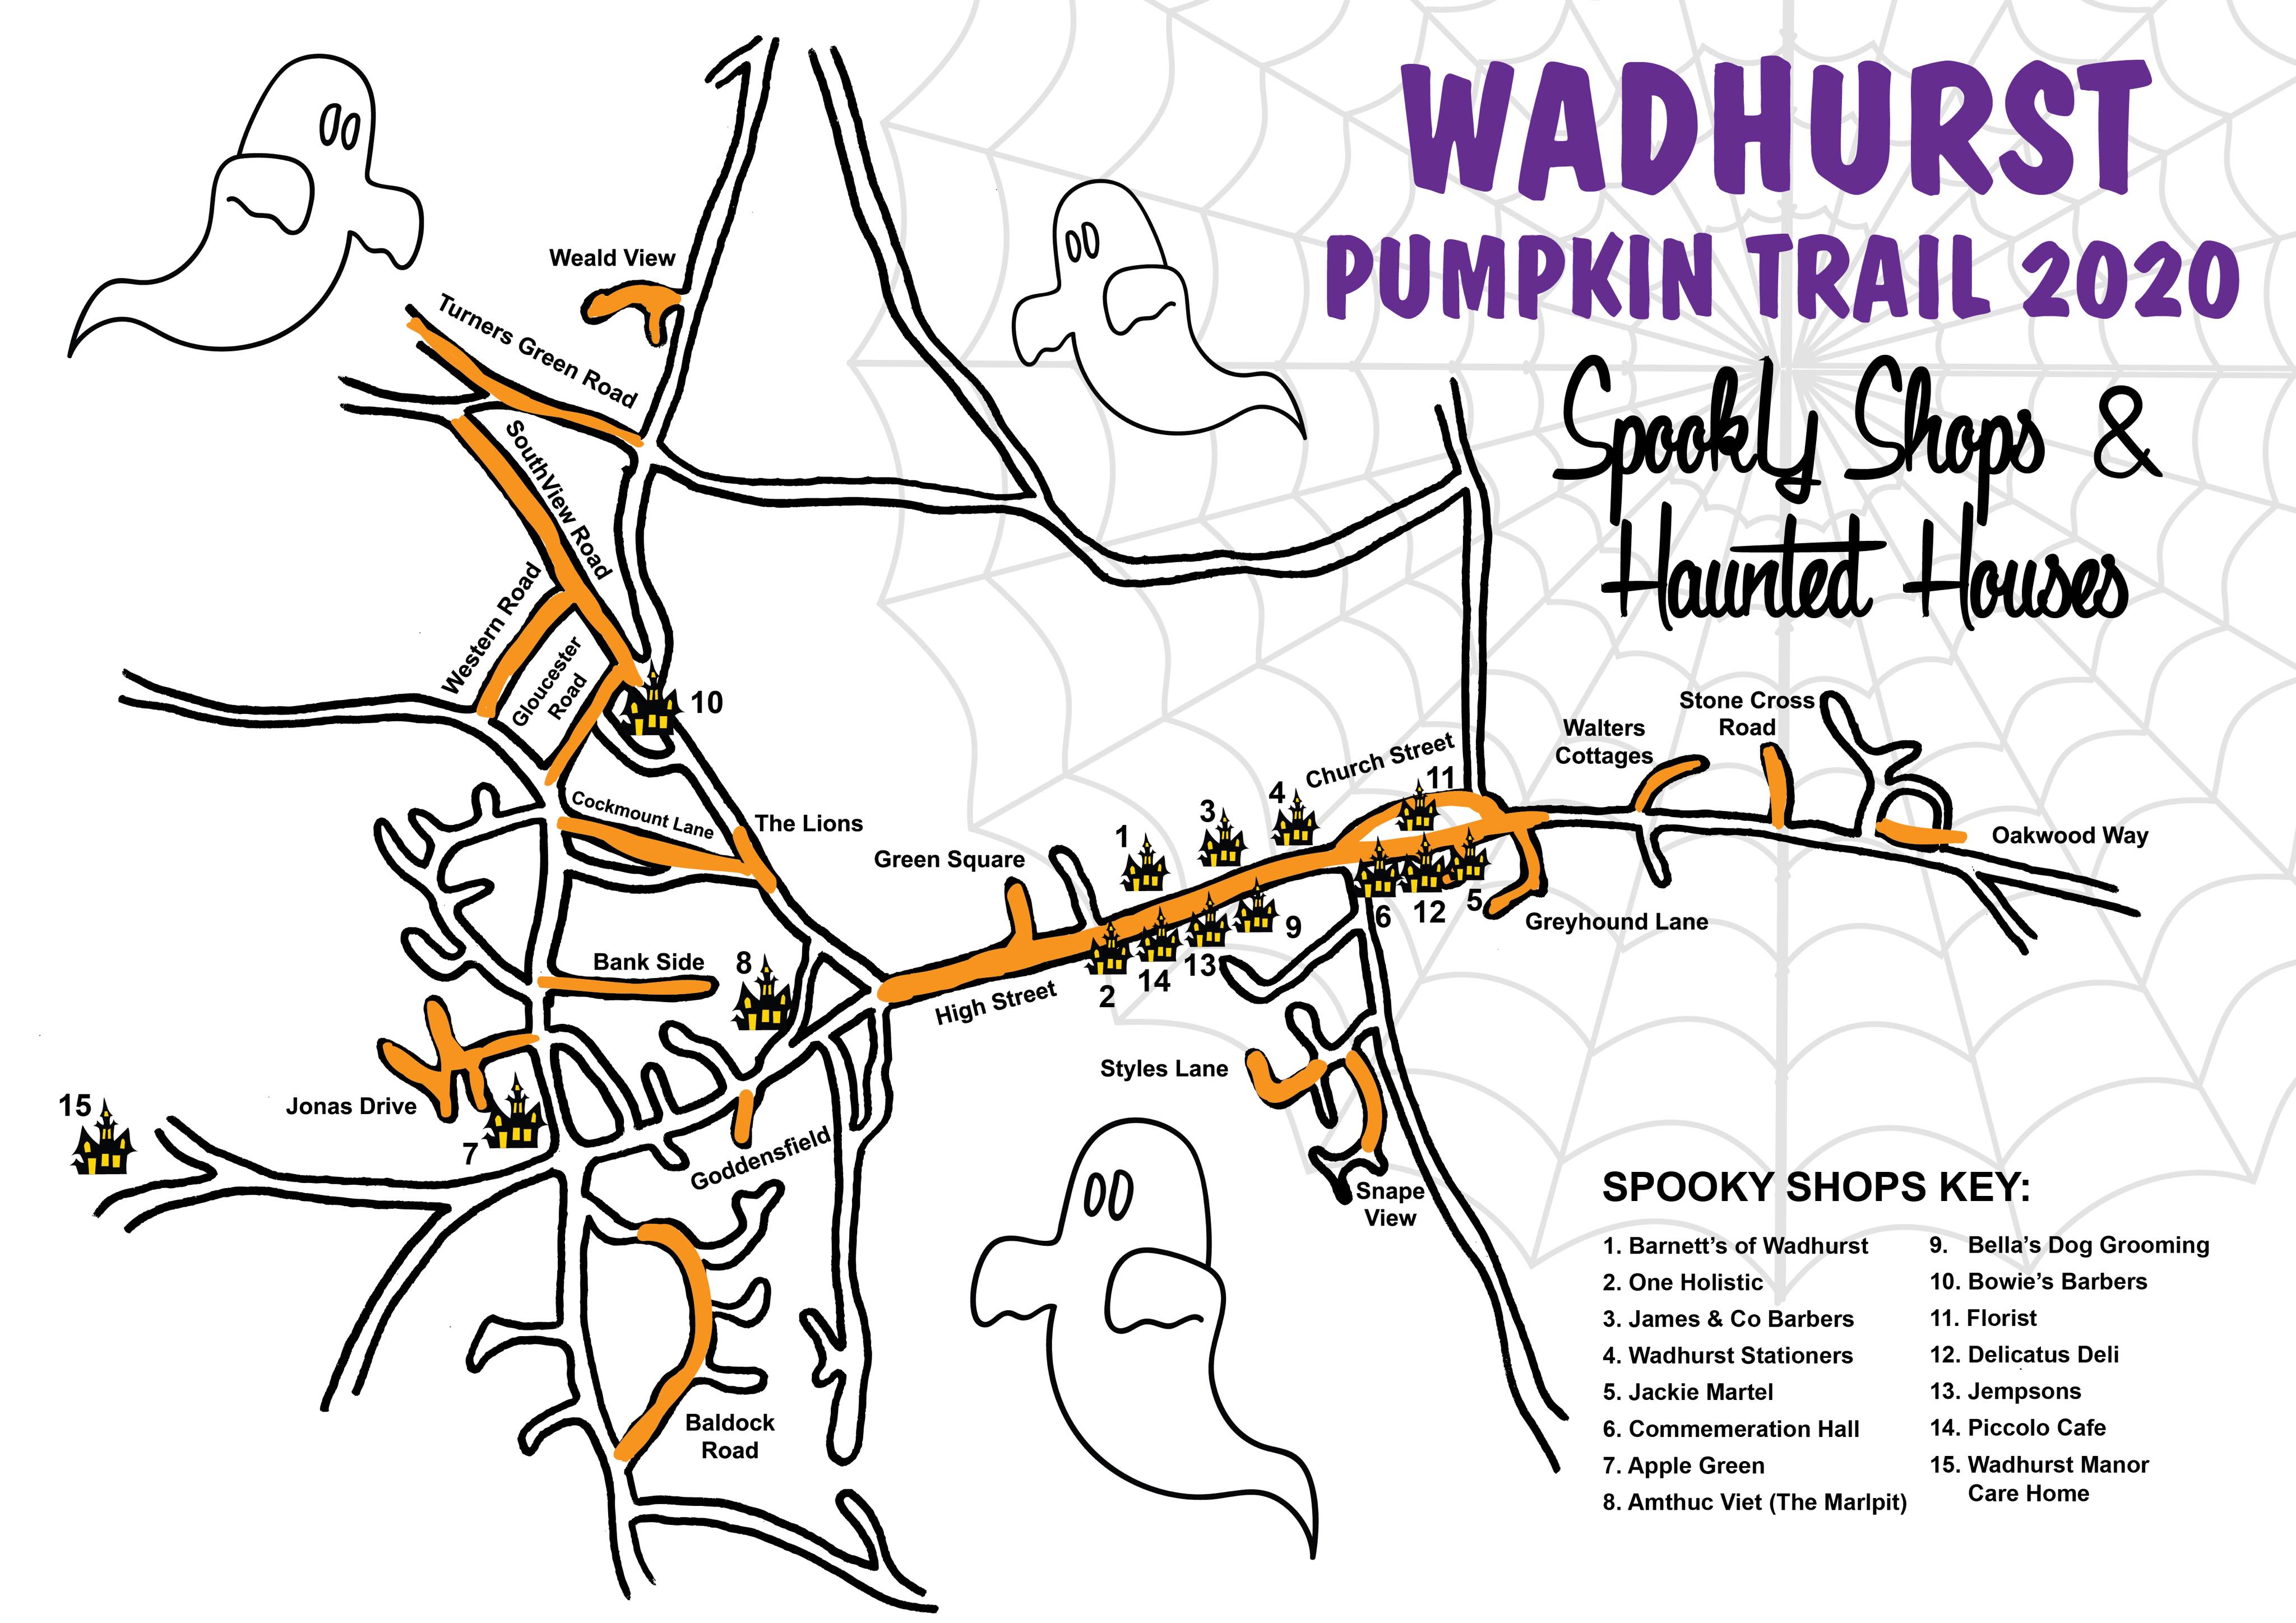 WADHURST
PUMPKIN TRAIL 2020
Spookly Shops &
Haunted Houses
Weald View
Turners Green Road
SouthView Road
Western Road
Gloucester
Road
10
Cockmount Lane
The Lions
Green Square
1
3
4
Church Street
11
Walters
Cottages
Stone Cross
Road
Oakwood Way
Greyhound Lane
5
12
6
9
13
14
2
High Street
Bank Side
8
Jonas Drive
7
15
Goddensfield
Styles Lane
Snape
View
Baldock
Road
SPOOKY SHOPS KEY:
1. Barnett's of Wadhurst
2. One Holistic
3. James & Co Barbers
4. Wadhurst Stationers
5. Jackie Martel
6. Commemeration Hall
7. Apple Green
8. Amthuc Viet (The Marlpit)
9. Bella's Dog Grooming
10. Bowie's Barbers
11. Florist
12. Delicatus Deli
13. Jempsons
14. Piccolo Cafe
15. Wadhurst Manor
Care Home